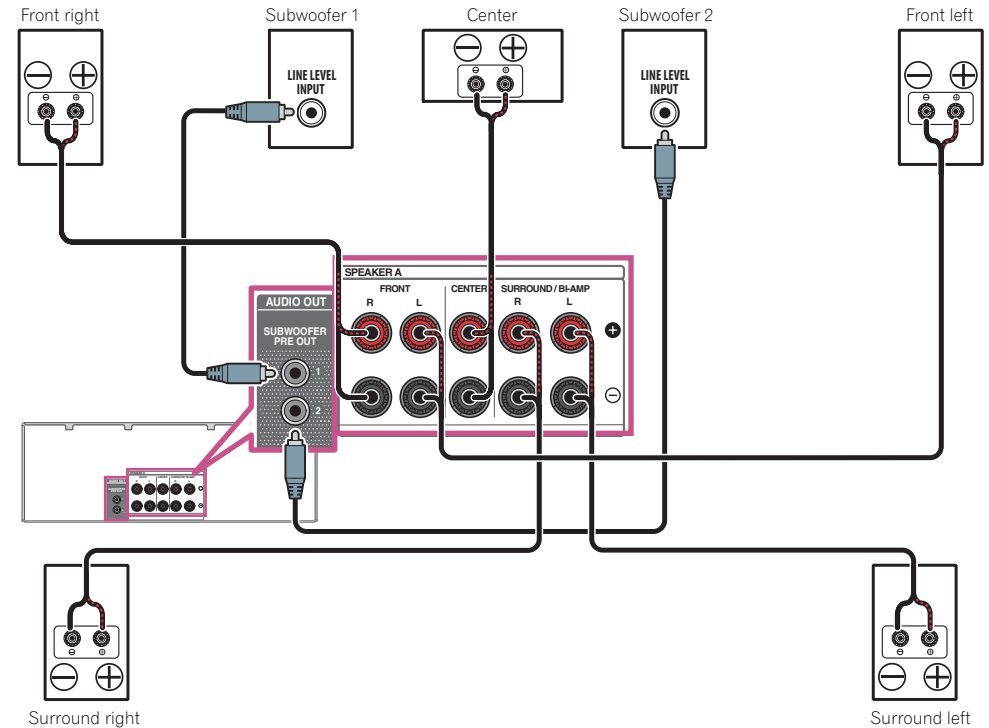 Front right
Subwoofer 1
Center
Subwoofer 2
Front left
LINE LEVEL
INPUT
LINE LEVEL
INPUT
SPEAKER A
FRONT
CENTER
SURROUND / BI-AMP
R
L
R
L
AUDIO OUT
SUBWOOFER
PRE OUT
1
2
Surround right
Surround left